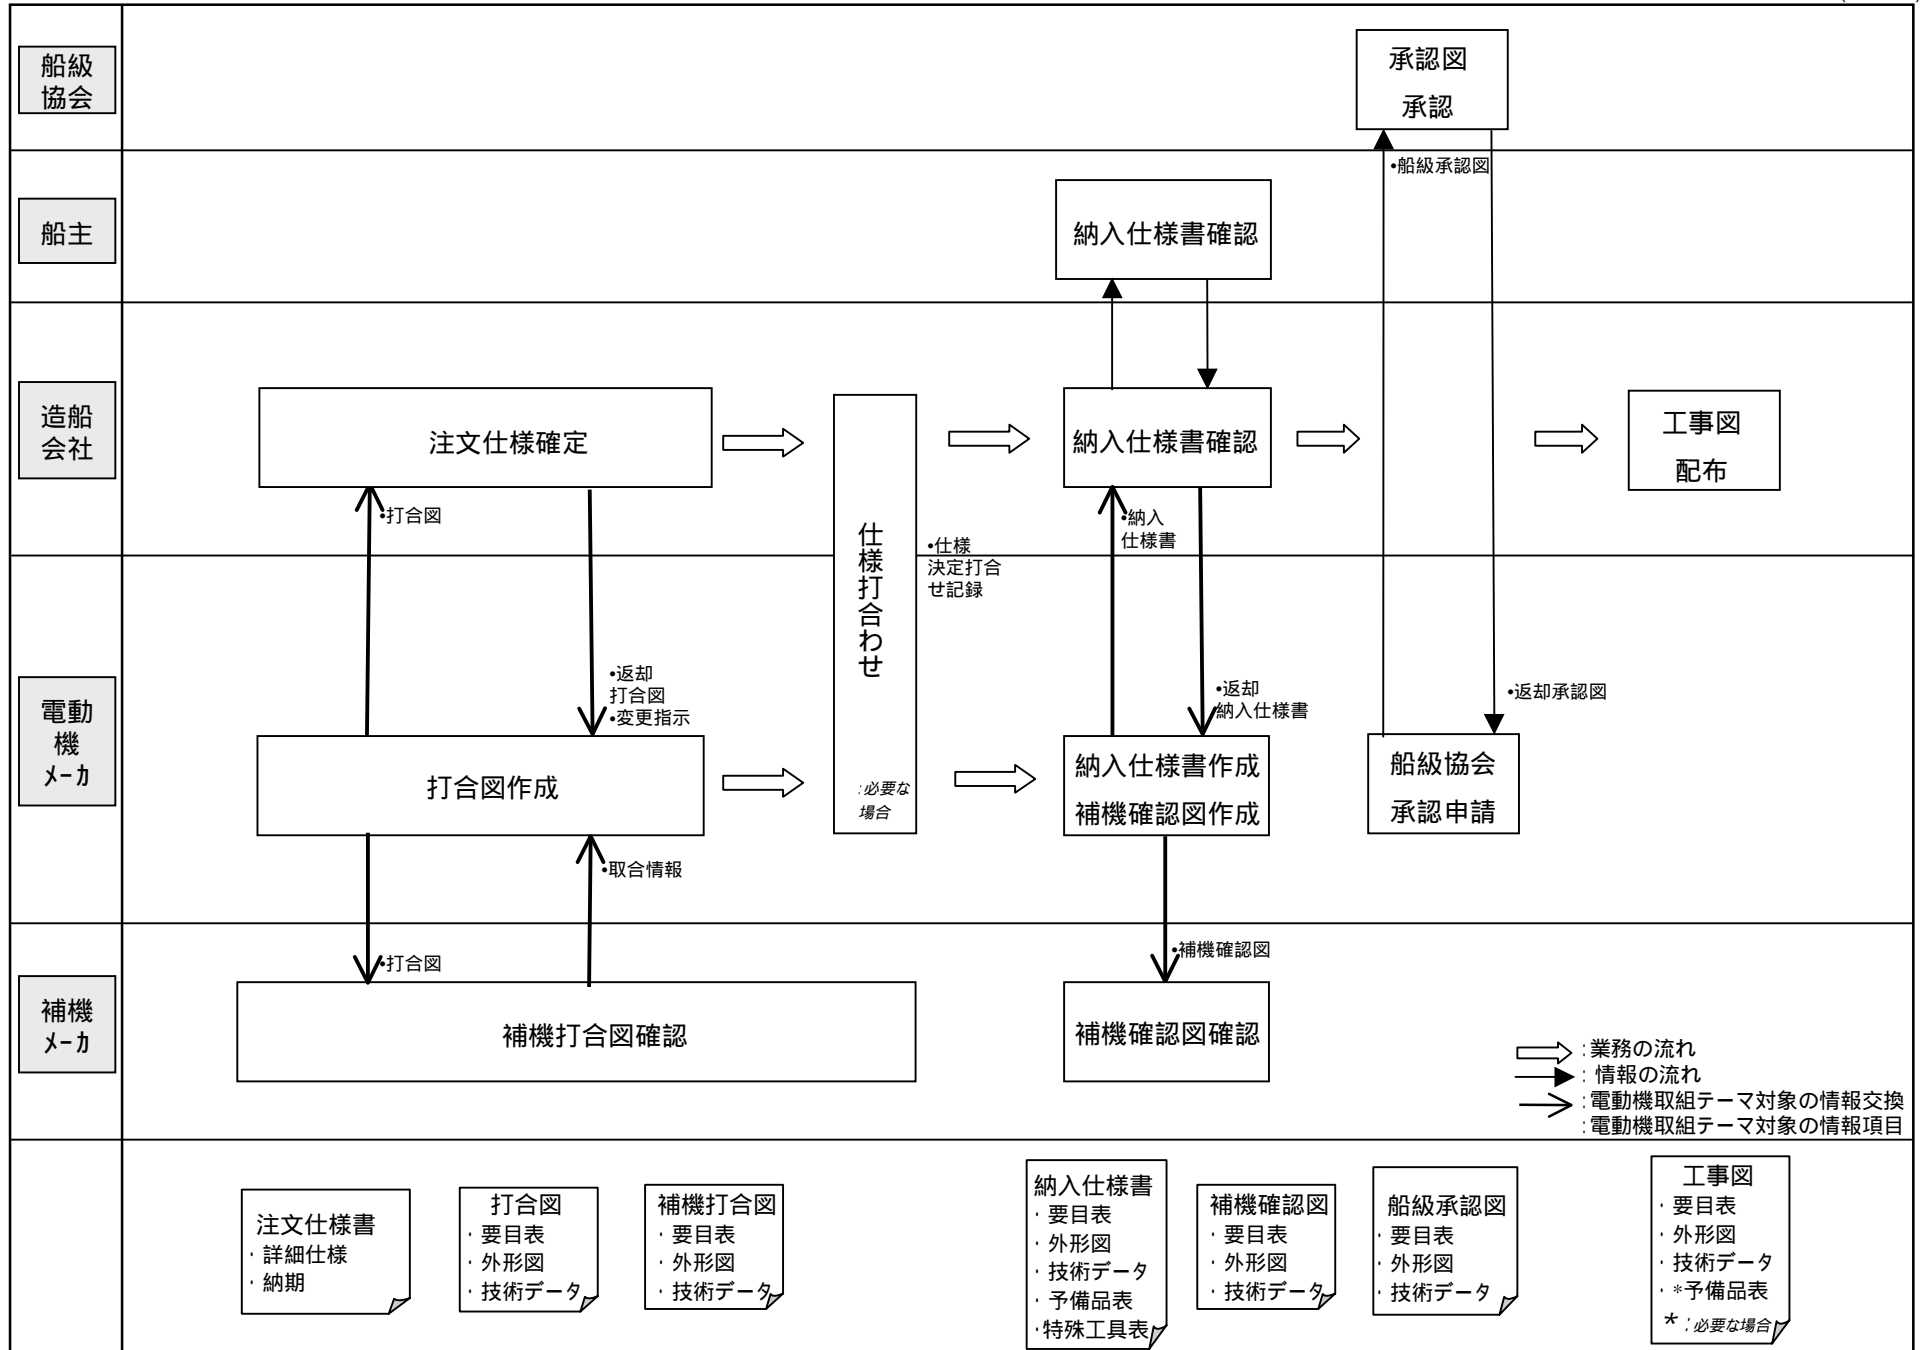 船級
協会
承認図
承認
•船級承認図
船主
納入仕様書確認
造船
会社
注文仕様確定
納入仕様書確認
工事図
配布
•打合図
•納入
仕様書
仕様打合わせ
:必要な
場合
•仕様
決定打合
せ記録
•返却
打合図
•変更指示
•返却
納入仕様書
•返却承認図
電動
機
ﾒｰｶ
打合図作成
納入仕様書作成
補機確認図作成
船級協会
承認申請
•取合情報
•打合図
•補機確認図
補機
ﾒｰｶ
補機打合図確認
補機確認図確認
:業務の流れ
: 情報の流れ
:電動機取組テーマ対象の情報交換
:電動機取組テーマ対象の情報項目
注文仕様書
· 詳細仕様
· 納期
打合図
· 要目表
· 外形図
· 技術データ
補機打合図
· 要目表
· 外形図
· 技術データ
納入仕様書
· 要目表
· 外形図
· 技術データ
· 予備品表
·特殊工具表
補機確認図
· 要目表
· 外形図
· 技術データ
船級承認図
· 要目表
· 外形図
· 技術データ
工事図
· 要目表
· 外形図
· 技術データ
· *予備品表
* :必要な場合